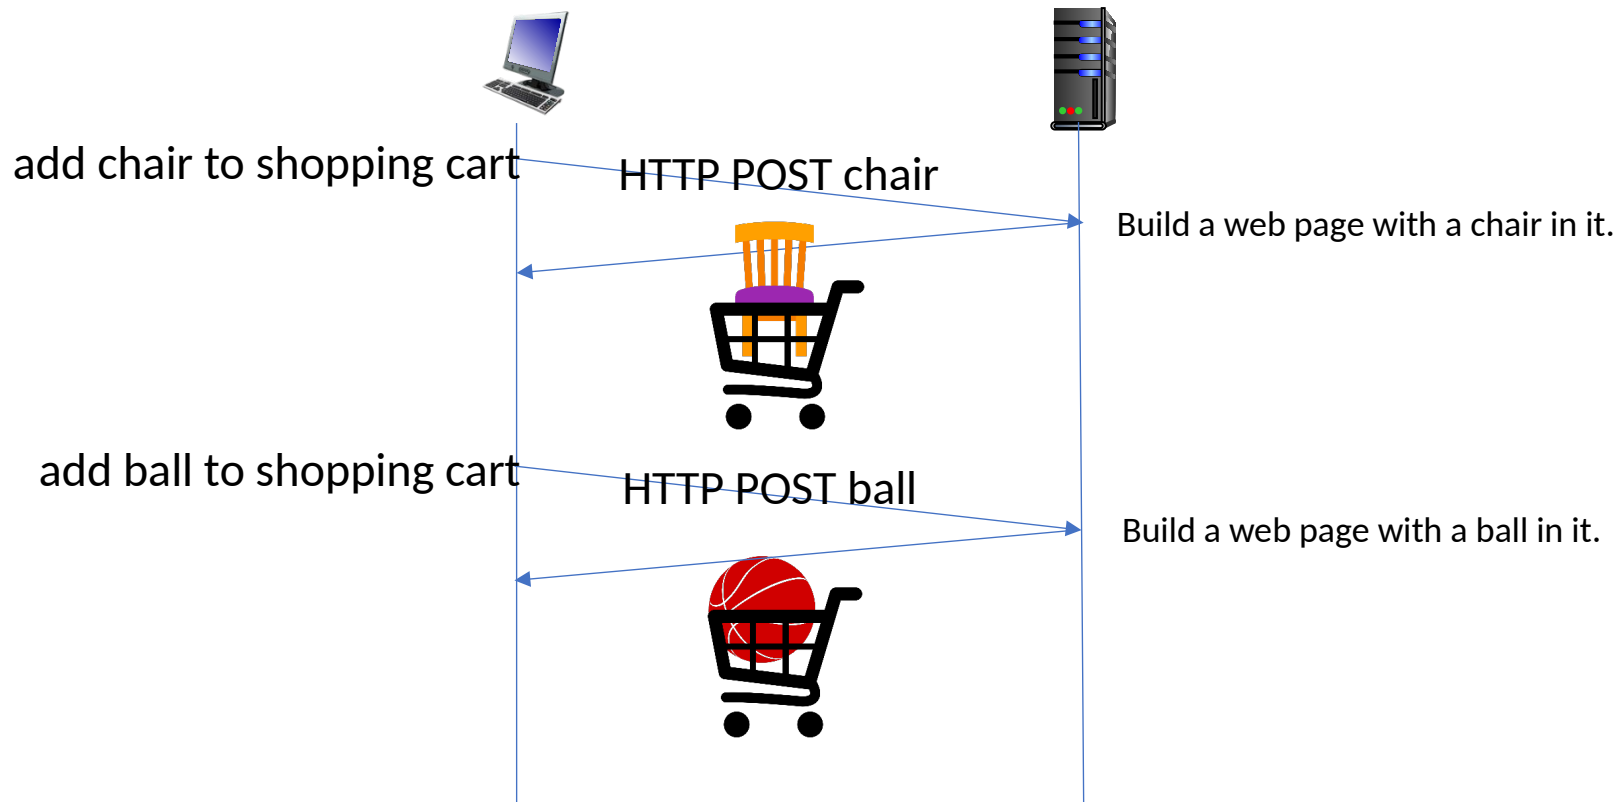 add chair to shopping cart
HTTP POST chair
Build a web page with a chair in it.
add ball to shopping cart
HTTP POST ball
Build a web page with a ball in it.